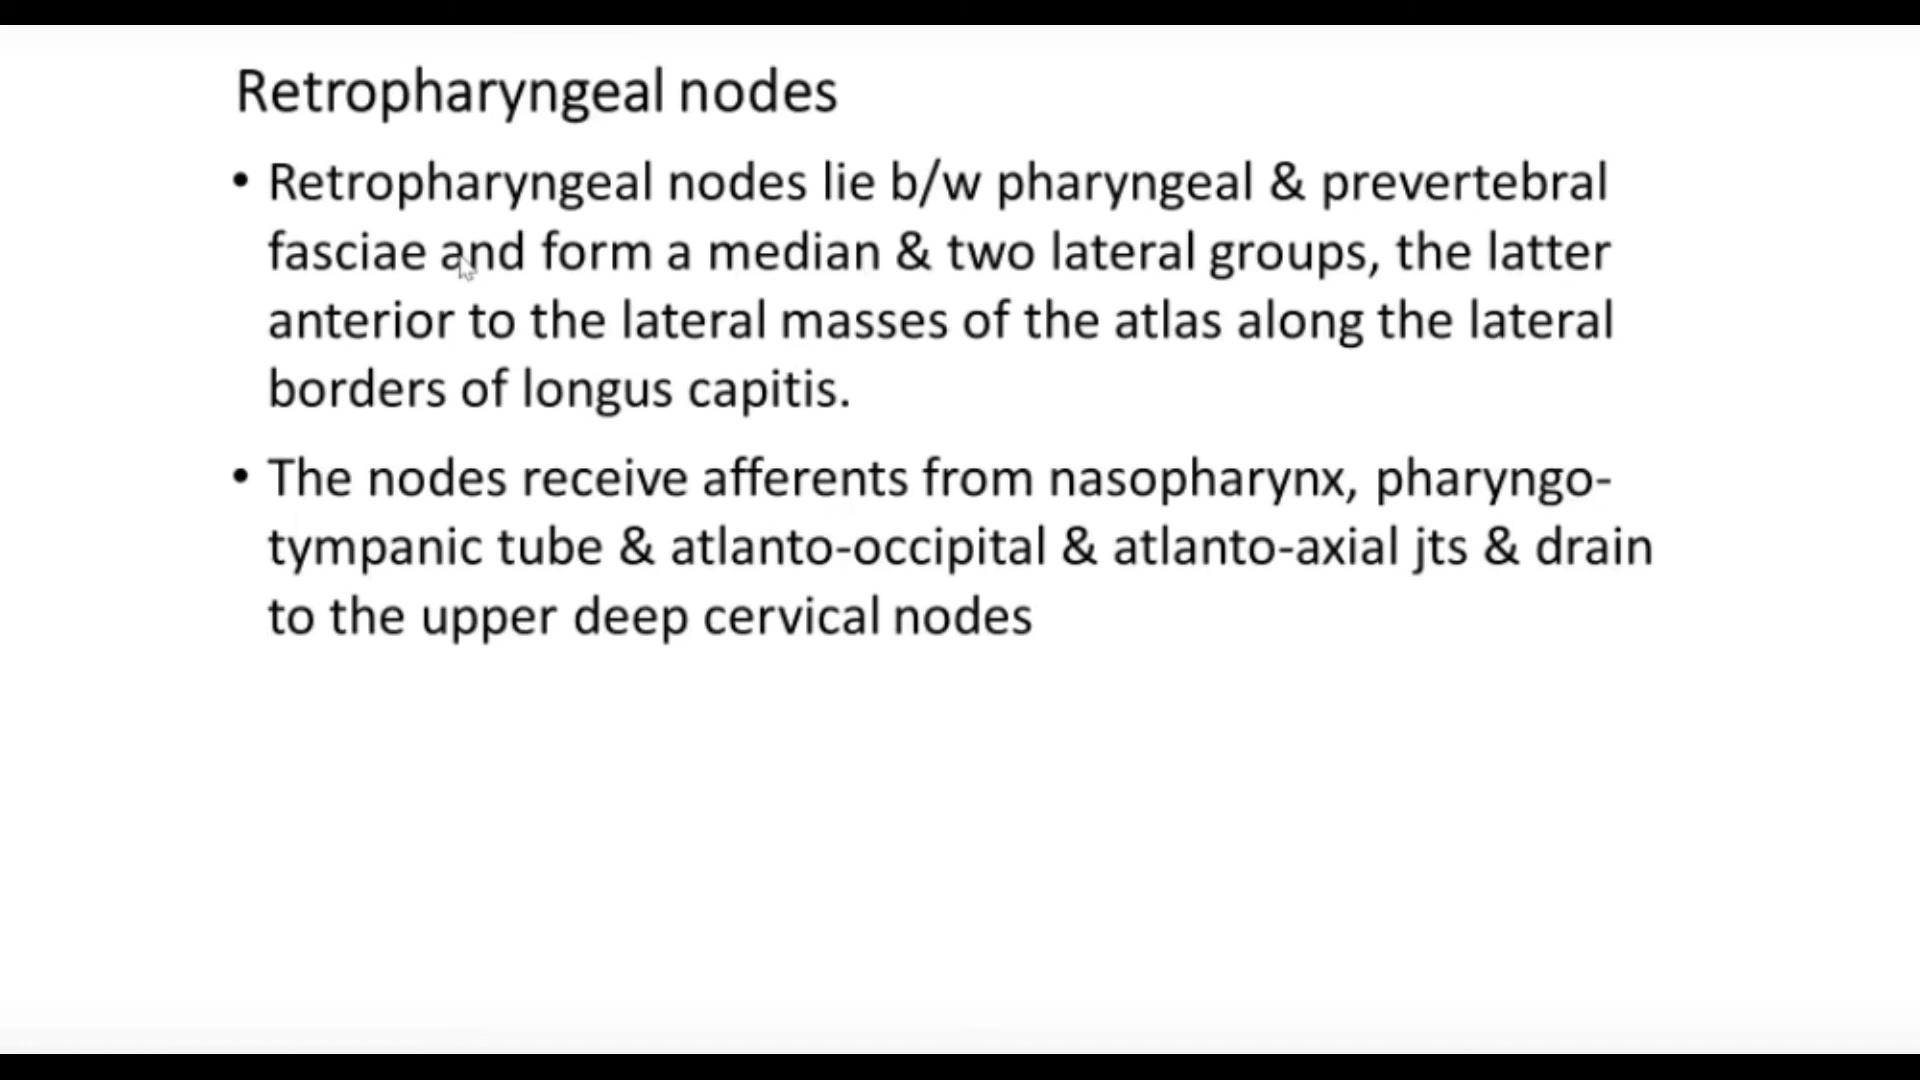 Retropharyngeal nodes
• Retropharyngeal nodes lie b/w pharyngeal & prevertebral
fasciae and form a median & two lateral groups, the latter
anterior to the lateral masses of the atlas along the lateral
borders of longus capitis.
• The nodes receive afferents from nasopharynx, pharyngo-
tympanic tube & atlanto-occipital & atlanto-axial jts & drain
to the upper deep cervical nodes